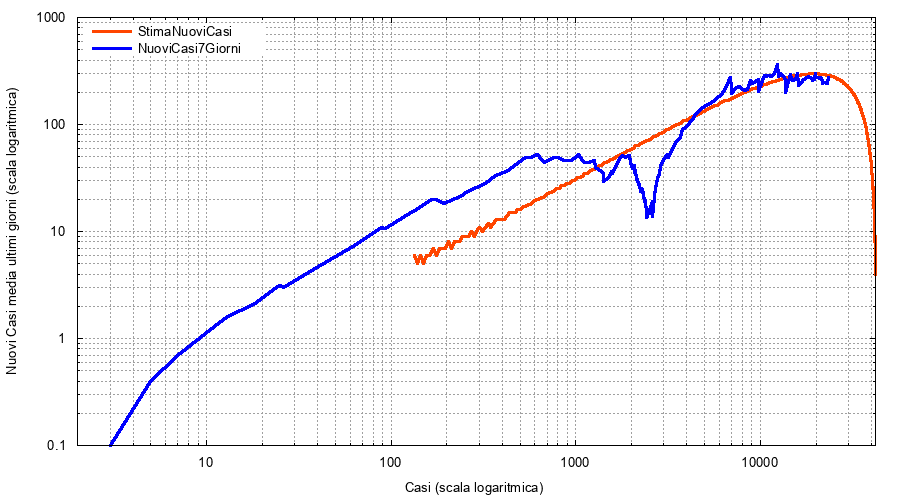 1000
StimaNuoviCasi
NuoviCasi7Giorni
100
10
1
0.1
Nuovi Casi media ultimi giorni (scala logaritmica)
10
100
1000
10000
Casi (scala logaritmica)